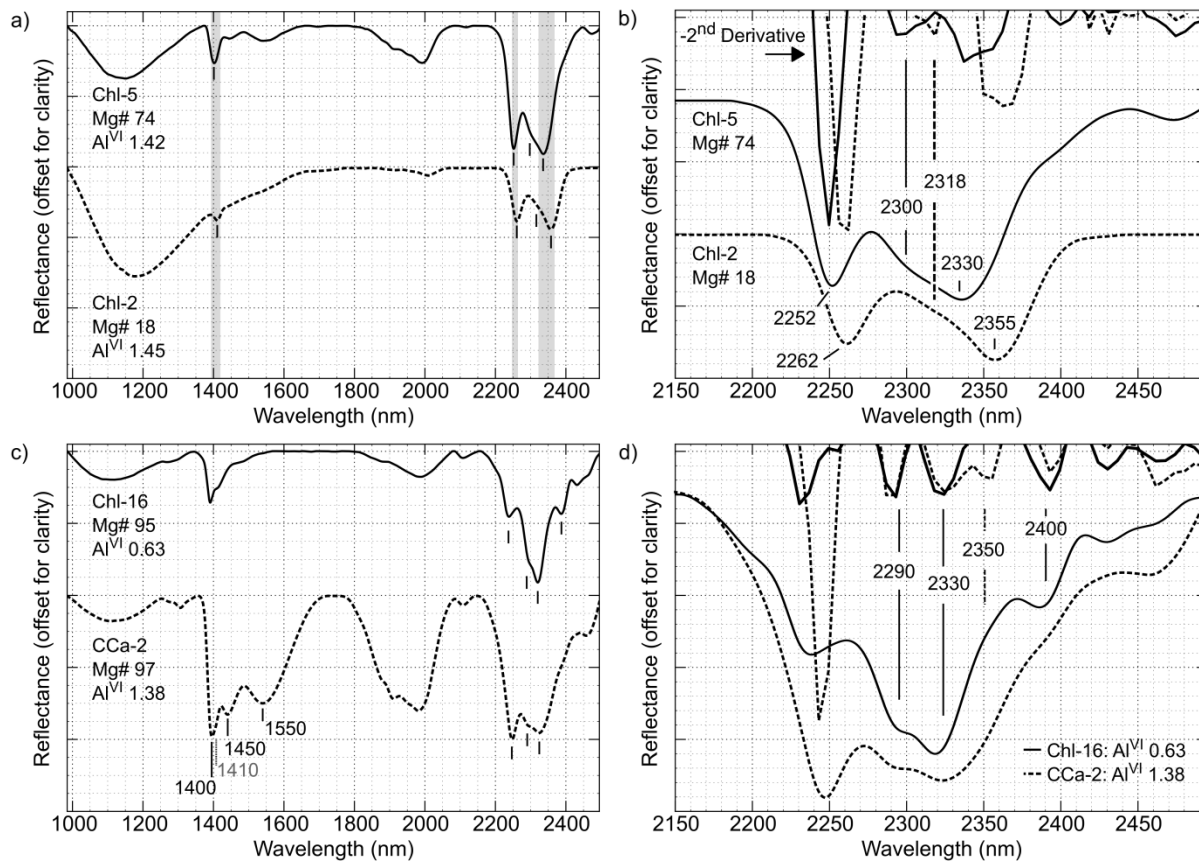 a)
Reflectance (offset for clarity)
Chl-5
Mg# 74
Al^VI 1.42
Chl-2
Mg# 18
Al^VI 1.45
1000 1200 1400 1600 1800 2000 2200 2400
Wavelength (nm)
b)
Reflectance (offset for clarity)
-2nd Derivative
Chl-5
Mg# 74
2318
2300
2330
Chl-2
Mg# 18
2252
2355
2262
2150 2200 2250 2300 2350 2400 2450
Wavelength (nm)
c)
Reflectance (offset for clarity)
Chl-16
Mg# 95
Al^VI 0.63
CCa-2
Mg# 97
Al^VI 1.38
1550
1450
1410
1400
1000 1200 1400 1600 1800 2000 2200 2400
Wavelength (nm)
d)
Reflectance (offset for clarity)
2400
2350
2290
2330
Chl-16: Al^VI 0.63
CCa-2: Al^VI 1.38
2150 2200 2250 2300 2350 2400 2450
Wavelength (nm)